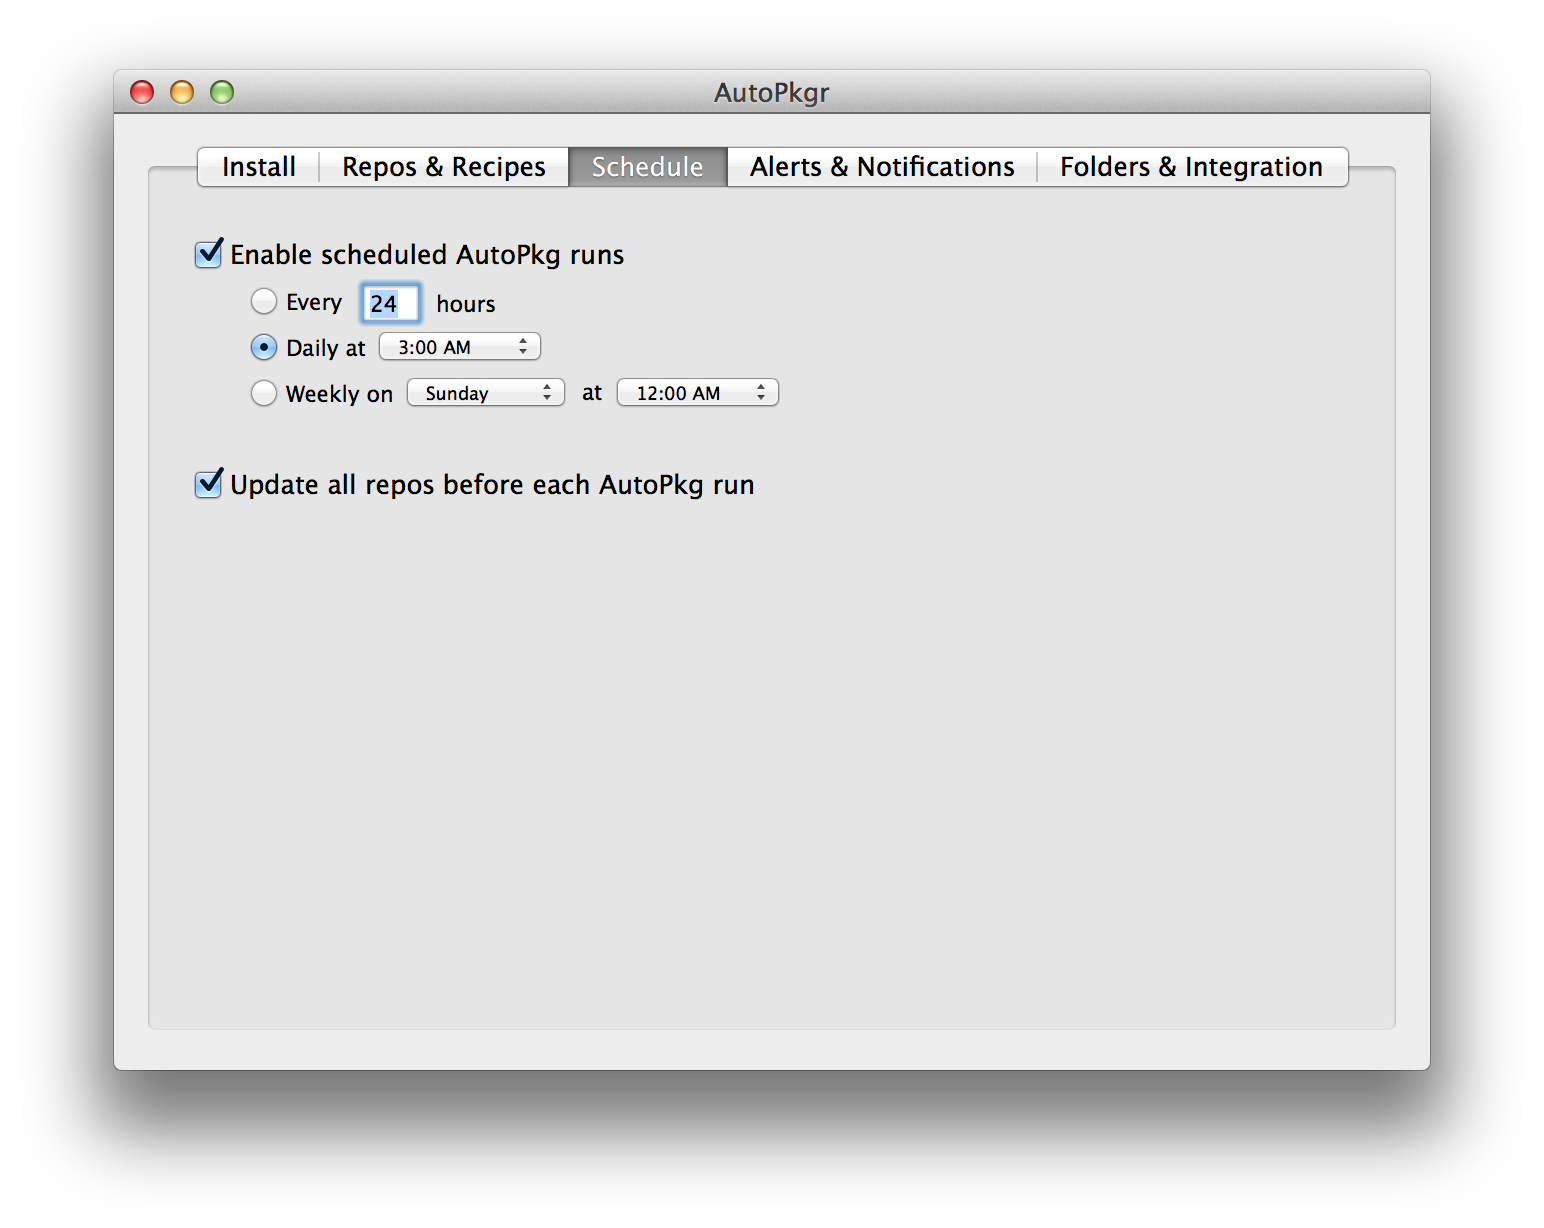 AutoPkgr
Install Repos & Recipes Schedule Alerts & Notifications Folders & Integration
Enable scheduled AutoPkg runs
Every 24 hours
Daily at 3:00 AM
Weekly on Sunday at 12:00 AM
Update all repos before each AutoPkg run